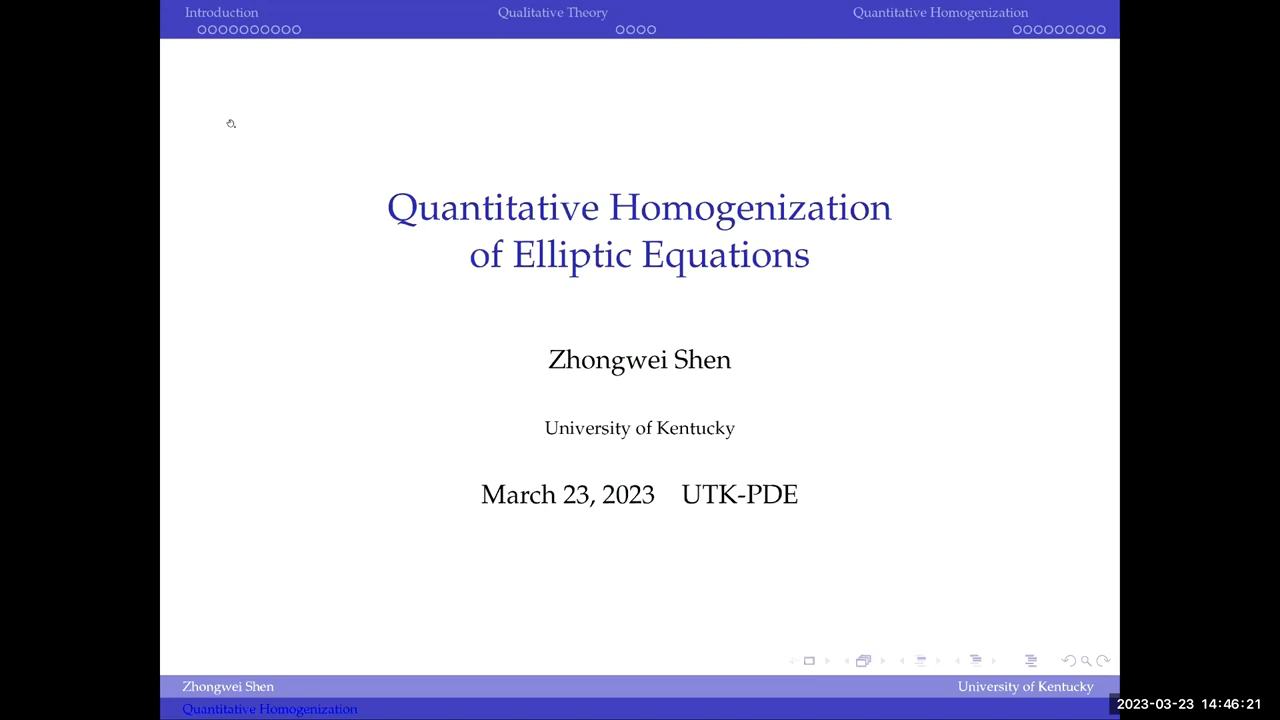 Introduction Qualitative Theory Quantitative Homogenization
Quantitative Homogenization
of Elliptic Equations
Zhongwei Shen
University of Kentucky
March 23, 2023 UTK-PDE
Zhongwei Shen University of Kentucky
Quantitative Homogenization
2023-03-23 14:46:21